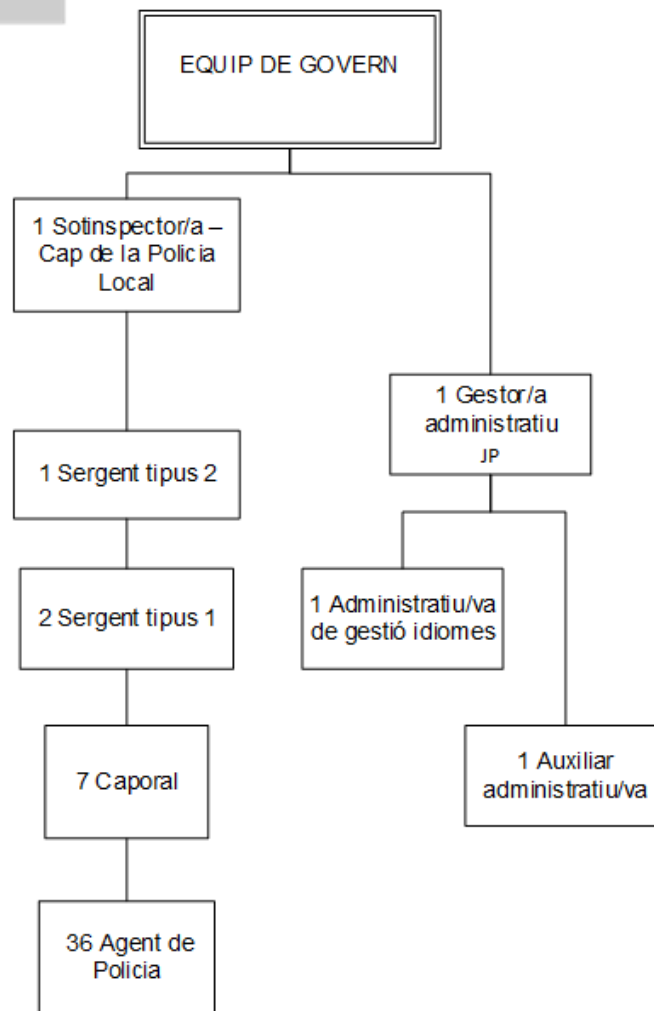 EQUIP DE GOVERN
1 Sotinspector/a –
Cap de la Policia
Local
1 Gestor/a
administratiu
JP
1 Sergent tipus 2
2 Sergent tipus 1
1 Administratiu/va
de gestió idiomes
7 Caporal
1 Auxiliar
administratiu/va
36 Agent de
Policia